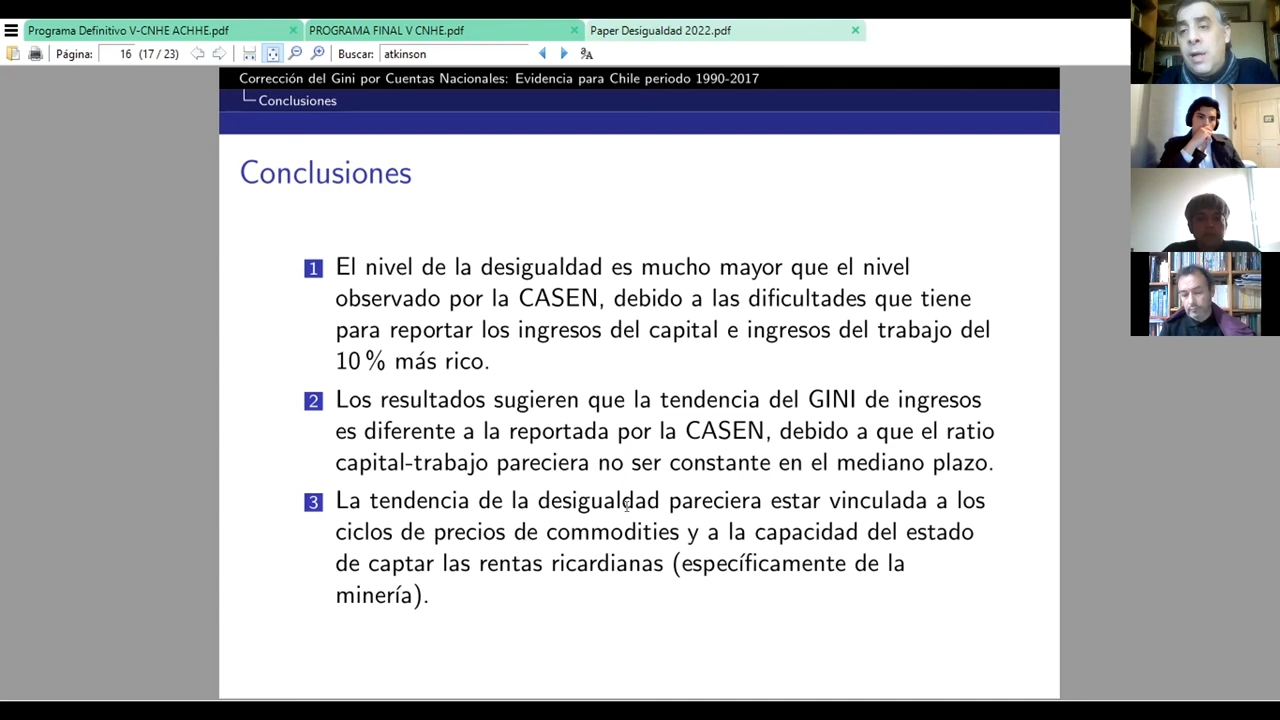 Programa Definitivo V-CNHE ACHHE.pdf
PROGRAMA FINAL V CNHE.pdf
Paper Desigualdad 2022.pdf
Página: 16 (17 / 23)
Buscar: atkinson
Corrección del Gini por Cuentas Nacionales: Evidencia para Chile periodo 1990-2017
Conclusiones
Conclusiones
1 El nivel de la desigualdad es mucho mayor que el nivel
observado por la CASEN, debido a las dificultades que tiene
para reportar los ingresos del capital e ingresos del trabajo del
10 % más rico.
2 Los resultados sugieren que la tendencia del GINI de ingresos
es diferente a la reportada por la CASEN, debido a que el ratio
capital-trabajo pareciera no ser constante en el mediano plazo.
3 La tendencia de la desigualdad pareciera estar vinculada a los
ciclos de precios de commodities y a la capacidad del estado
de captar las rentas ricardianas (específicamente de la
minería).